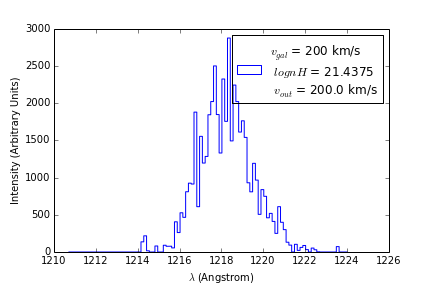 3000
2500
2000
1500
1000
500
0
Intensity (Arbitrary Units)
v_gal = 200 km/s
lognH = 21.4375
v_out = 200.0 km/s
1210 1212 1214 1216 1218 1220 1222 1224 1226
λ (Angstrom)